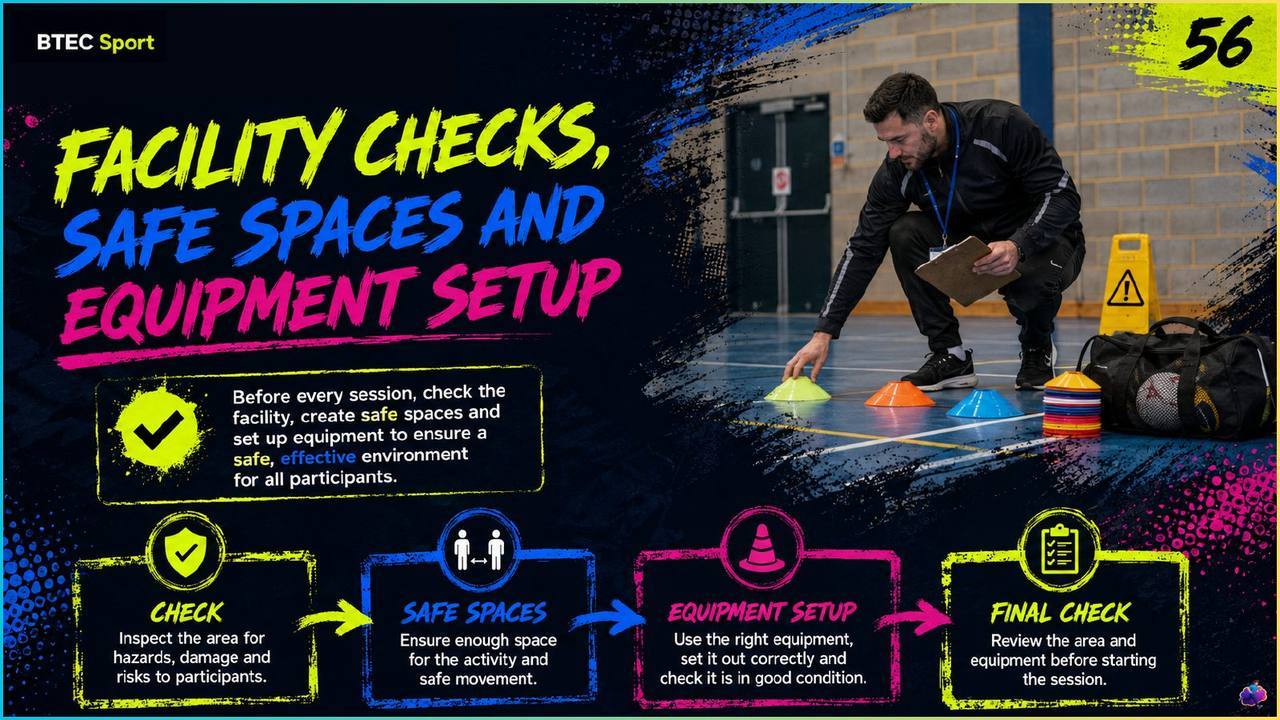 BTEC Sport
56
FACILITY CHECKS,
SAFE SPACES AND
EQUIPMENT SETUP
Before every session, check the
facility, create safe spaces and
set up equipment to ensure a
safe, effective environment
for all participants.
CHECK
Inspect the area for
hazards, damage and
risks to participants.
SAFE SPACES
Ensure enough space
for the activity and
safe movement.
EQUIPMENT SETUP
Use the right equipment,
set it out correctly and
check it is in good condition.
FINAL CHECK
Review the area and
equipment before starting
the session.